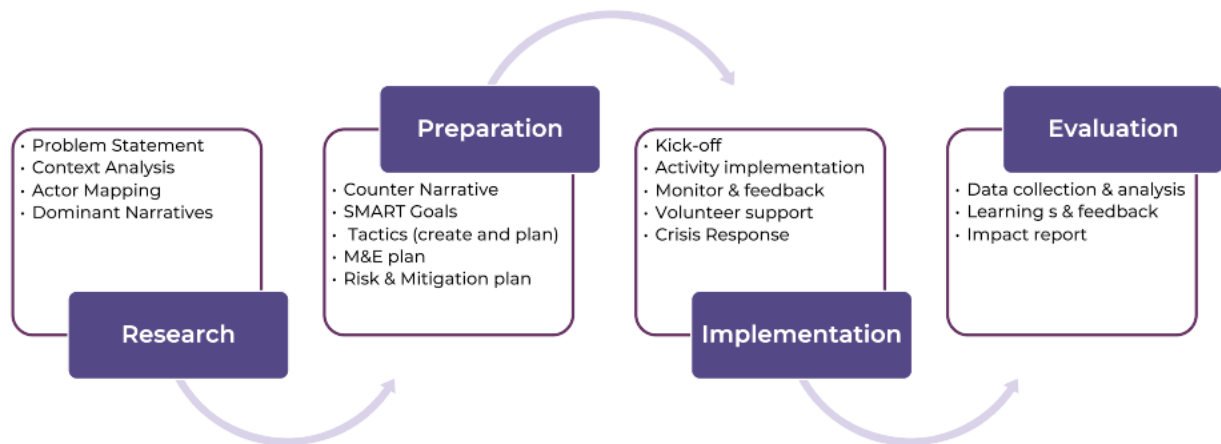 · Problem Statement
· Context Analysis
· Actor Mapping
· Dominant Narratives
Research
Preparation
· Counter Narrative
· SMART Goals
· Tactics (create and plan)
· M&E plan
· Risk & Mitigation plan
· Kick-off
· Activity implementation
· Monitor & feedback
· Volunteer support
· Crisis Response
Implementation
Evaluation
· Data collection & analysis
· Learning s & feedback
· Impact report